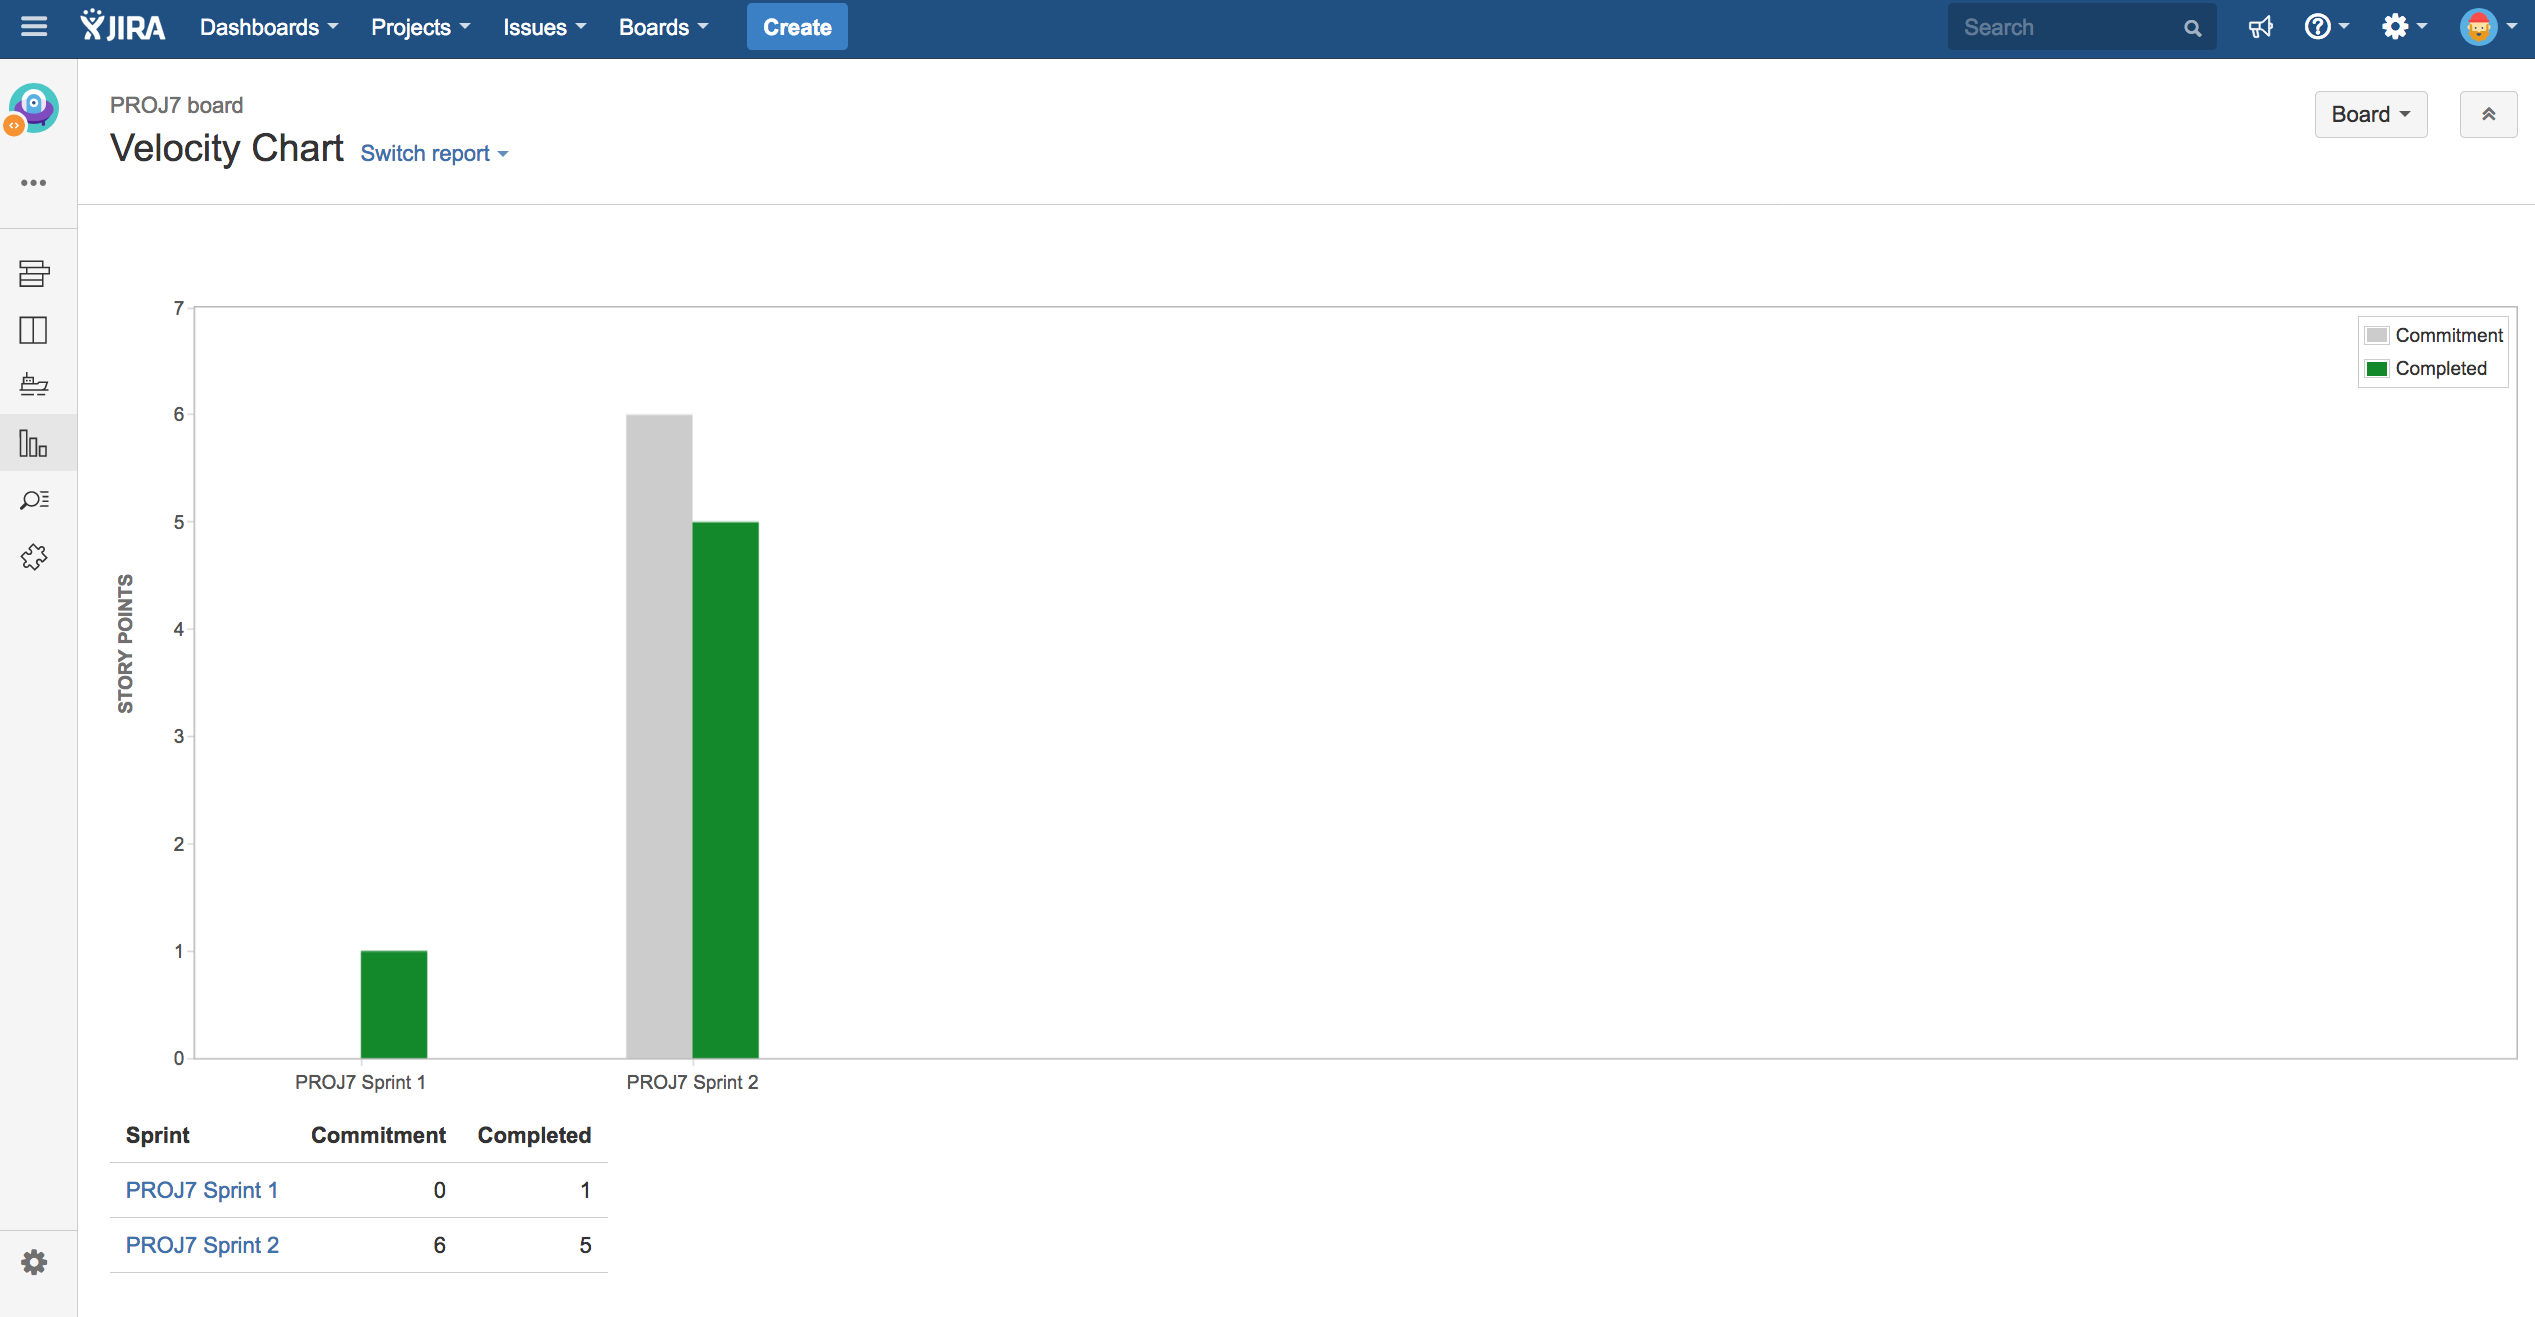 JIRA Dashboards Projects Issues Boards Create Search
PROJ7 board
Velocity Chart Switch report
Board
7
6
5
4
3
2
1
0
STORY POINTS
Commitment
Completed
PROJ7 Sprint 1 PROJ7 Sprint 2
Sprint Commitment Completed
PROJ7 Sprint 1 0 1
PROJ7 Sprint 2 6 5